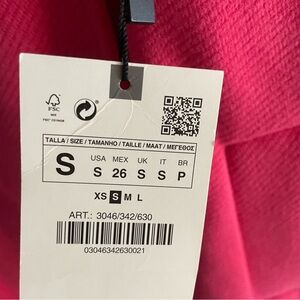 FSC
TALLA / SIZE / TAMANHO / TAILLE / MAAT / ΜΕΓΕΘΟΣ
USA MEX UK IT BR
S S 26 S S P
XS S M L
ART.: 3046/342/630
03046342630021